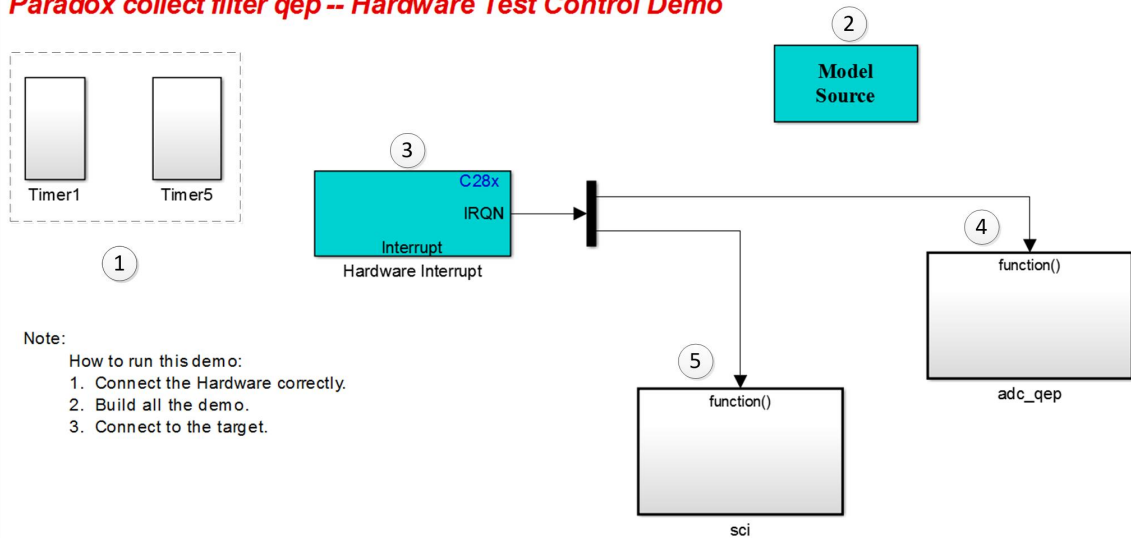 Paradox collect filter qep -- Hardware Test Control Demo
2
Model
Source
Timer1
Timer5
1
3
C28x
IRQN
Interrupt
Hardware Interrupt
4
function()
adc_qep
5
function()
sci
Note:
How to run this demo:
1. Connect the Hardware correctly.
2. Build all the demo.
3. Connect to the target.